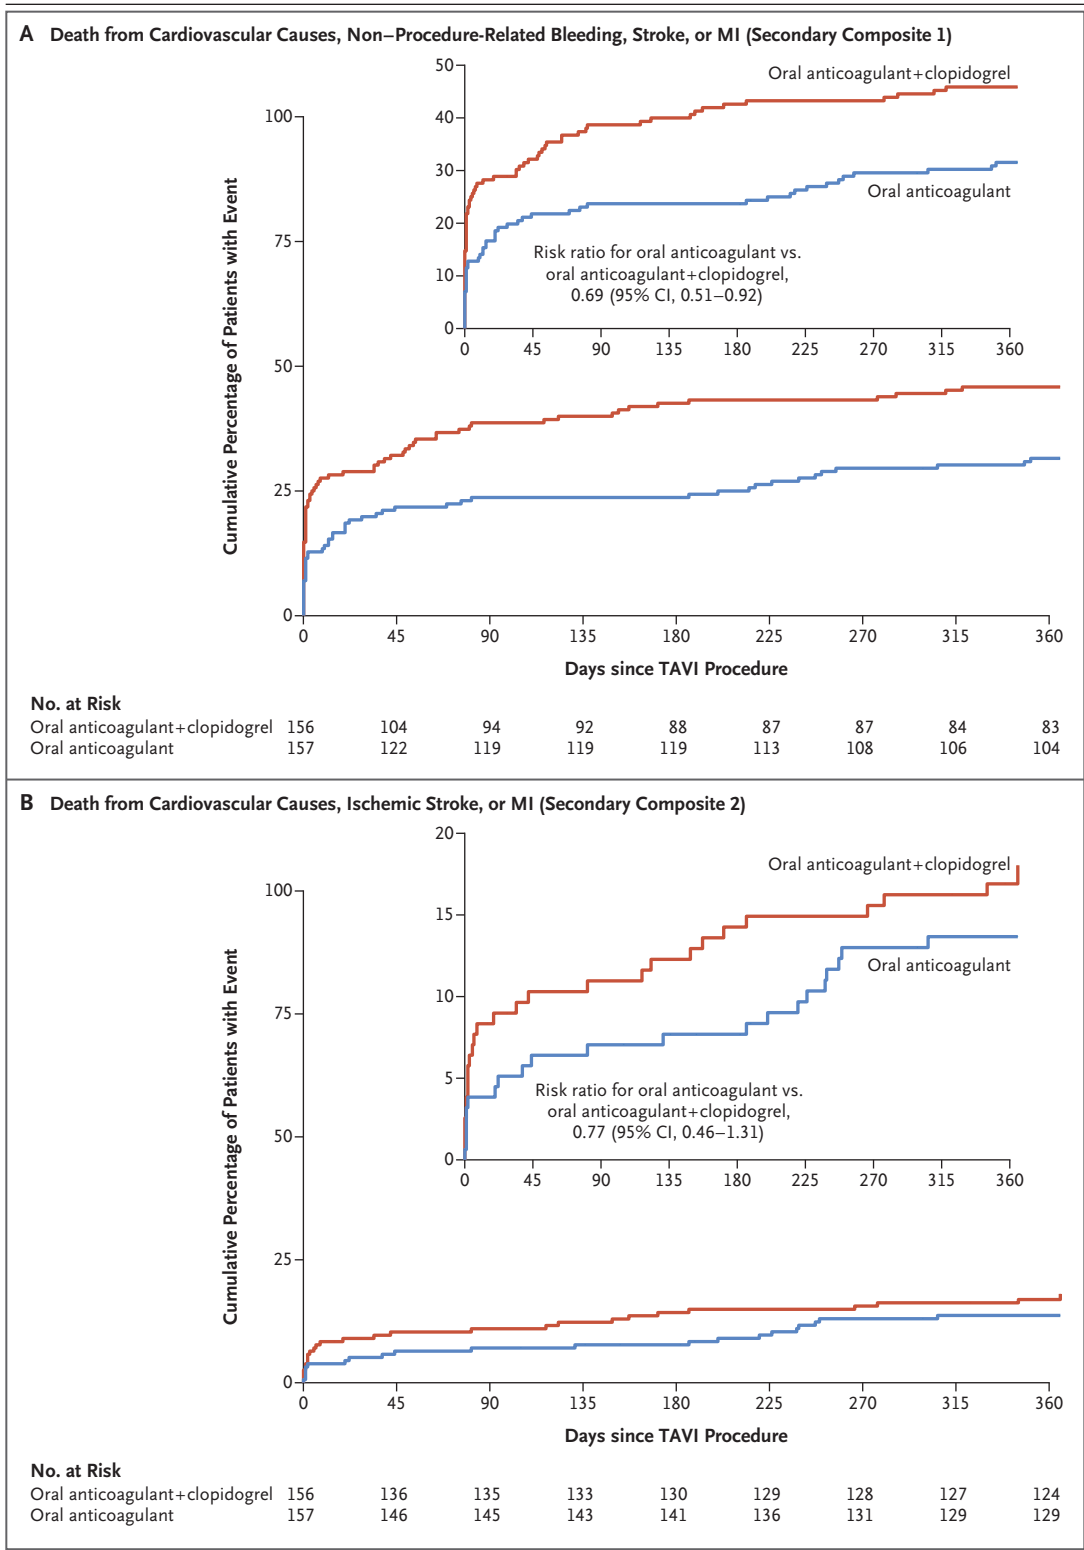 A Death from Cardiovascular Causes, Non–Procedure-Related Bleeding, Stroke, or MI (Secondary Composite 1)
Cumulative Percentage of Patients with Event
100
75
50
25
0
50
40
30
20
10
0
Oral anticoagulant+clopidogrel
Oral anticoagulant
Risk ratio for oral anticoagulant vs.
oral anticoagulant+clopidogrel,
0.69 (95% CI, 0.51–0.92)
0 45 90 135 180 225 270 315 360
0 45 90 135 180 225 270 315 360
Days since TAVI Procedure
No. at Risk
Oral anticoagulant+clopidogrel 156 104 94 92 88 87 87 84 83
Oral anticoagulant 157 122 119 119 119 113 108 106 104
B Death from Cardiovascular Causes, Ischemic Stroke, or MI (Secondary Composite 2)
Cumulative Percentage of Patients with Event
100
75
50
25
0
20
15
10
5
0
Oral anticoagulant+clopidogrel
Oral anticoagulant
Risk ratio for oral anticoagulant vs.
oral anticoagulant+clopidogrel,
0.77 (95% CI, 0.46–1.31)
0 45 90 135 180 225 270 315 360
0 45 90 135 180 225 270 315 360
Days since TAVI Procedure
No. at Risk
Oral anticoagulant+clopidogrel 156 136 135 133 130 129 128 127 124
Oral anticoagulant 157 146 145 143 141 136 131 129 129